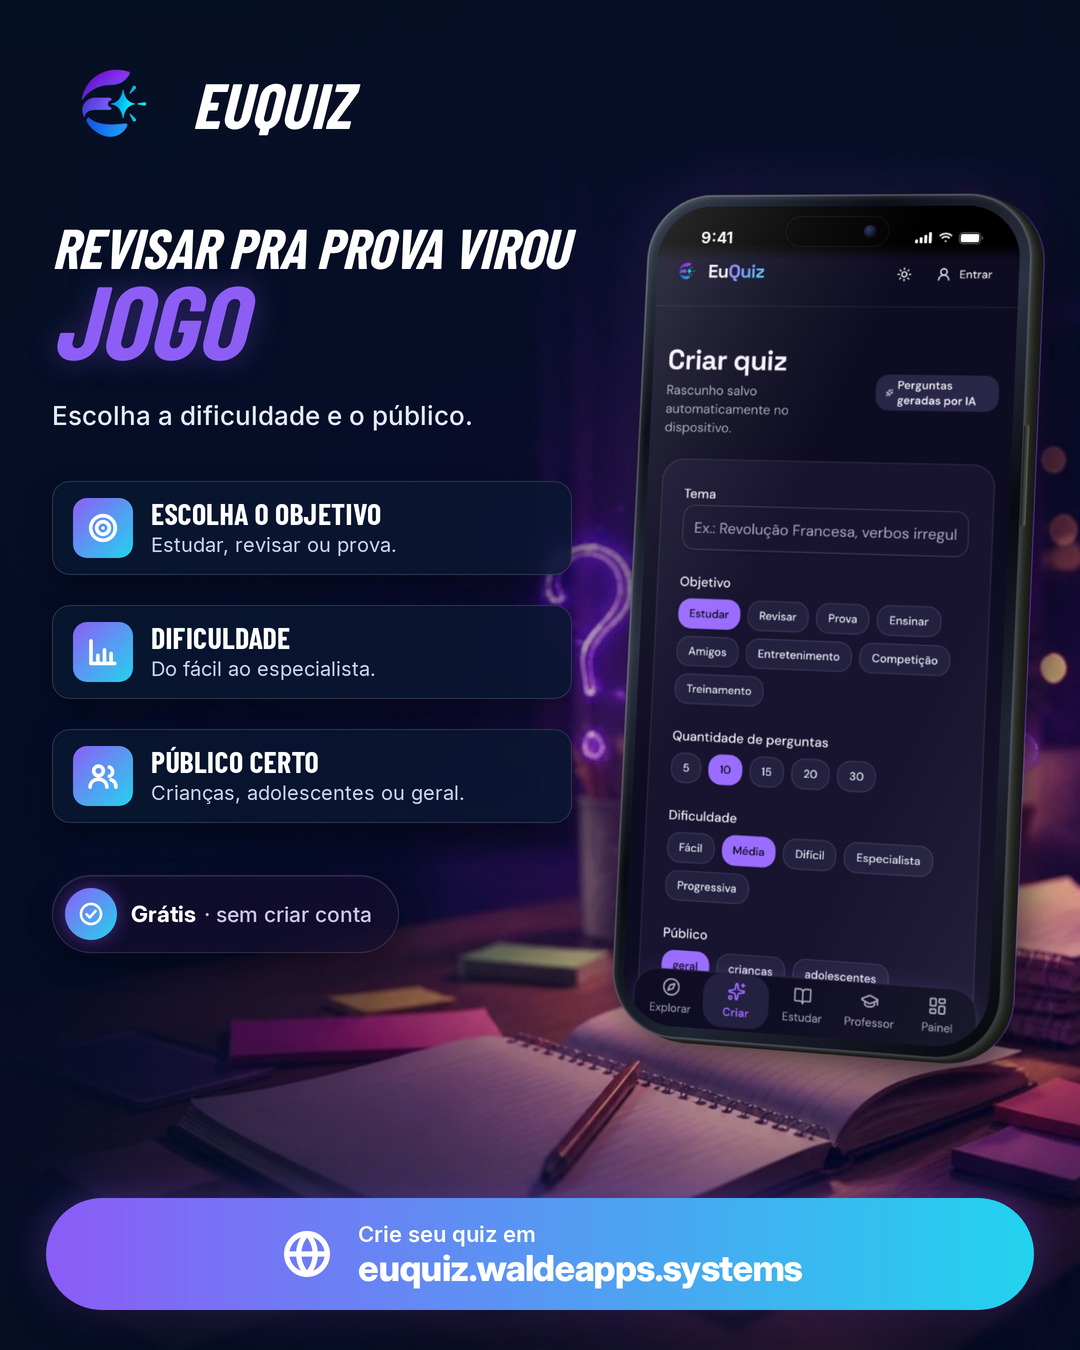 EUQUIZ
REVISAR PRA PROVA VIROU
JOGO
Escolha a dificuldade e o público.
ESCOLHA O OBJETIVO
Estudar, revisar ou prova.
DIFICULDADE
Do fácil ao especialista.
PÚBLICO CERTO
Crianças, adolescentes ou geral.
Grátis · sem criar conta
9:41
EuQuiz
Entrar
Criar quiz
Rascunho salvo
automaticamente no
dispositivo.
Perguntas
geradas por IA
Tema
Ex.: Revolução Francesa, verbos irregul
Objetivo
Estudar Revisar Prova Ensinar
Amigos Entretenimento Competição
Treinamento
Quantidade de perguntas
5 10 15 20 30
Dificuldade
Fácil Média Difícil Especialista
Progressiva
Público
geral crianças adolescentes
Explorar Criar Estudar Professor Painel
Crie seu quiz em
euquiz.waldeapps.systems